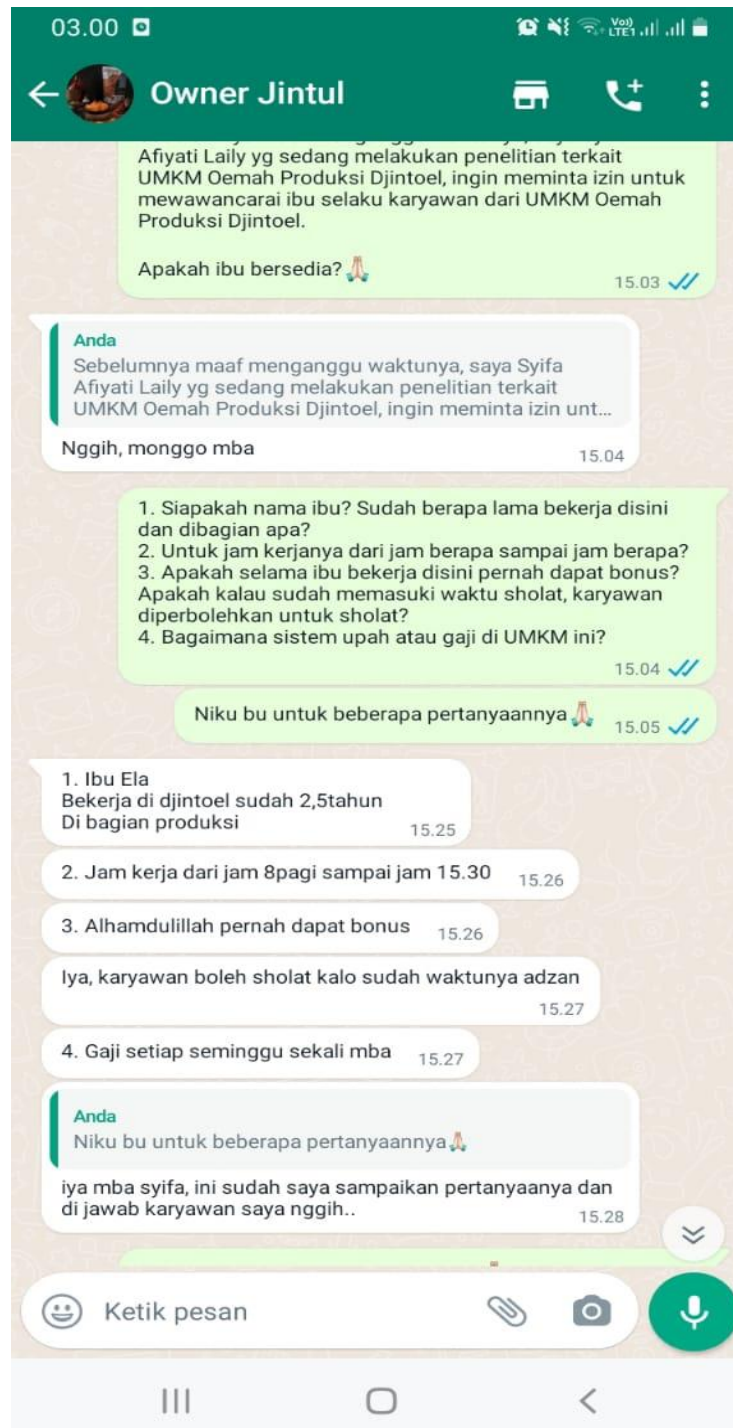 03.00
Vo))
LTE1
Owner Jintul
Afiyati Laily yg sedang melakukan penelitian terkait
UMKM Oemah Produksi Djintoel, ingin meminta izin untuk
mewawancarai ibu selaku karyawan dari UMKM Oemah
Produksi Djintoel.
Apakah ibu bersedia?🙏🏻
15.03
Anda
Sebelumnya maaf menganggu waktunya, saya Syifa
Afiyati Laily yg sedang melakukan penelitian terkait
UMKM Oemah Produksi Djintoel, ingin meminta izin unt...
Nggih, monggo mba
15.04
1. Siapakah nama ibu? Sudah berapa lama bekerja disini
dan dibagian apa?
2. Untuk jam kerjanya dari jam berapa sampai jam berapa?
3. Apakah selama ibu bekerja disini pernah dapat bonus?
Apakah kalau sudah memasuki waktu sholat, karyawan
diperbolehkan untuk sholat?
4. Bagaimana sistem upah atau gaji di UMKM ini?
15.04
Niku bu untuk beberapa pertanyaannya🙏🏻 15.05
1. Ibu Ela
Bekerja di djintoel sudah 2,5tahun
Di bagian produksi 15.25
2. Jam kerja dari jam 8pagi sampai jam 15.30 15.26
3. Alhamdulillah pernah dapat bonus 15.26
Iya, karyawan boleh sholat kalo sudah waktunya adzan
15.27
4. Gaji setiap seminggu sekali mba 15.27
Anda
Niku bu untuk beberapa pertanyaannya🙏🏻
iya mba syifa, ini sudah saya sampaikan pertanyaanya dan
di jawab karyawan saya nggih.. 15.28
Ketik pesan